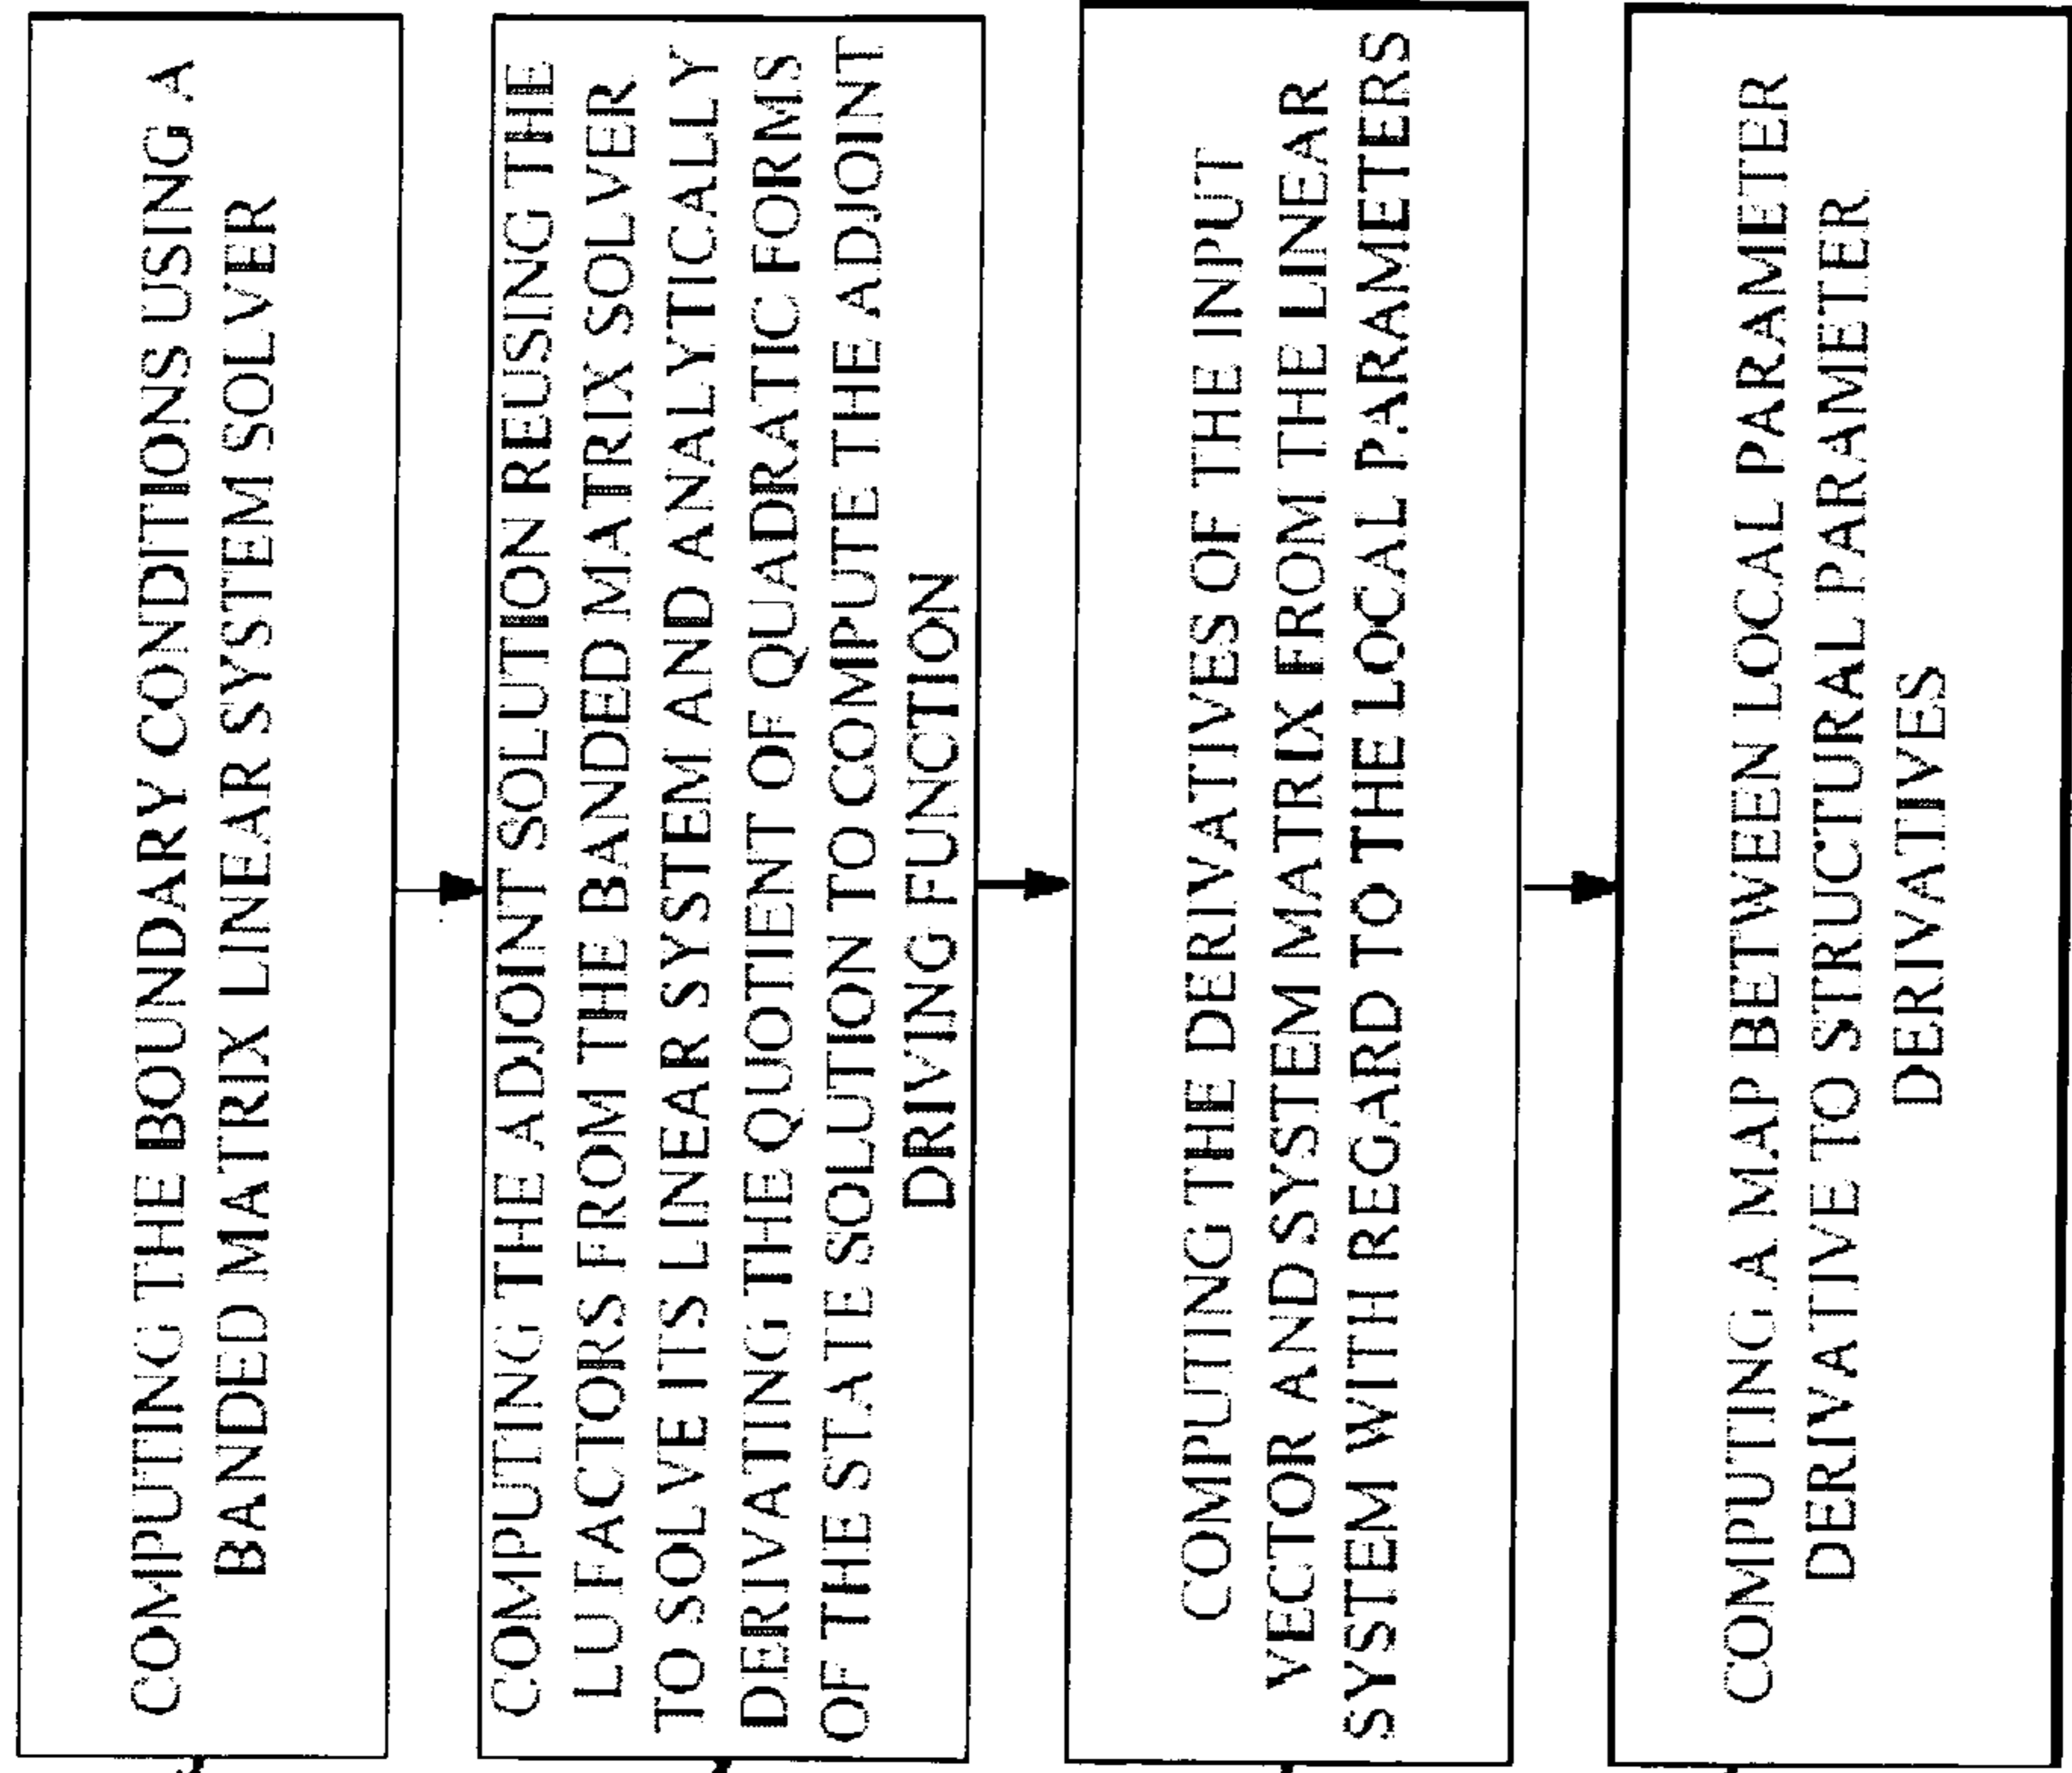 COMPUTING THE BOUNDARY CONDITIONS USING A
BANDED MATRIX LINEAR SYSTEM SOLVER
COMPUTING THE ADJOINT SOLUTION REUSING THE
LU FACTORS FROM THE BANDED MATRIX SOLVER
TO SOLVE ITS LINEAR SYSTEM AND ANALYTICALLY
DERIVATING THE QUOTIENT OF QUADRATIC FORMS
OF THE STATE SOLUTION TO COMPUTE THE ADJOINT
DRIVING FUNCTION
COMPUTING THE DERIVATIVES OF THE INPUT
VECTOR AND SYSTEM MATRIX FROM THE LINEAR
SYSTEM WITH REGARD TO THE LOCAL PARAMETERS
COMPUTING A MAP BETWEEN LOCAL PARAMETER
DERIVATIVE TO STRUCTURAL PARAMETER
DERIVATIVES